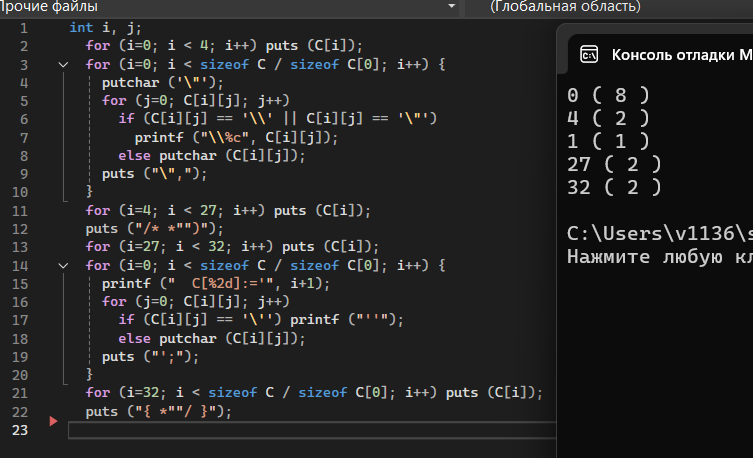 Прочие файлы
(Глобальная область)
1 int i, j;
2 for (i=0; i < 4; i++) puts (C[i]);
3 for (i=0; i < sizeof C / sizeof C[0]; i++) {
4 putchar ('\"');
5 for (j=0; C[i][j]; j++)
6 if (C[i][j] == '\\' || C[i][j] == '\"')
7 printf ("\\%c", C[i][j]);
8 else putchar (C[i][j]);
9 puts ("\",");
10 }
11 for (i=4; i < 27; i++) puts (C[i]);
12 puts ("/* *"")");
13 for (i=27; i < 32; i++) puts (C[i]);
14 for (i=0; i < sizeof C / sizeof C[0]; i++) {
15 printf ("  C[%2d]:='", i+1);
16 for (j=0; C[i][j]; j++)
17 if (C[i][j] == '\'') printf ("''");
18 else putchar (C[i][j]);
19 puts ("';");
20 }
21 for (i=32; i < sizeof C / sizeof C[0]; i++) puts (C[i]);
22 puts ("{ *""/ }");
23
Консоль отладки M
0 ( 8 )
4 ( 2 )
1 ( 1 )
27 ( 2 )
32 ( 2 )
C:\Users\v1136\s
Нажмите любую кл